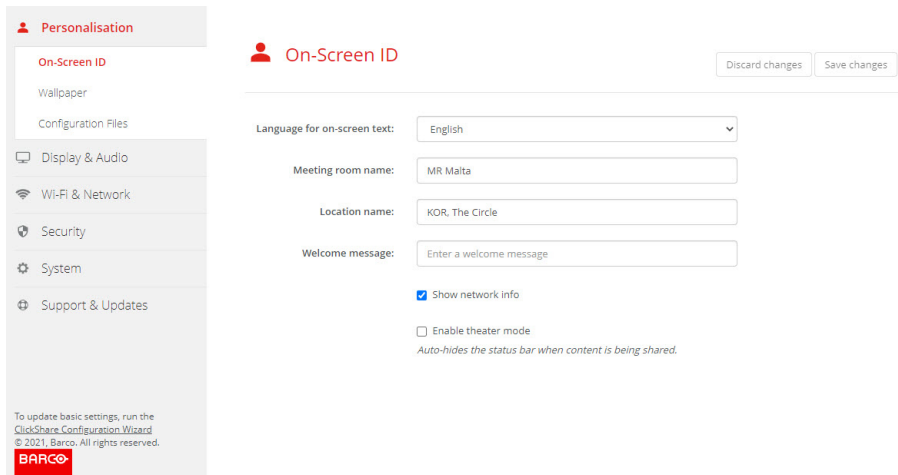 Personalisation
On-Screen ID
Wallpaper
Configuration Files
Display & Audio
Wi-Fi & Network
Security
System
Support & Updates
To update basic settings, run the
ClickShare Configuration Wizard
© 2021, Barco. All rights reserved.
BARCO
On-Screen ID
Discard changes
Save changes
Language for on-screen text: English
Meeting room name: MR Malta
Location name: KOR, The Circle
Welcome message: Enter a welcome message
Show network info
Enable theater mode
Auto-hides the status bar when content is being shared.